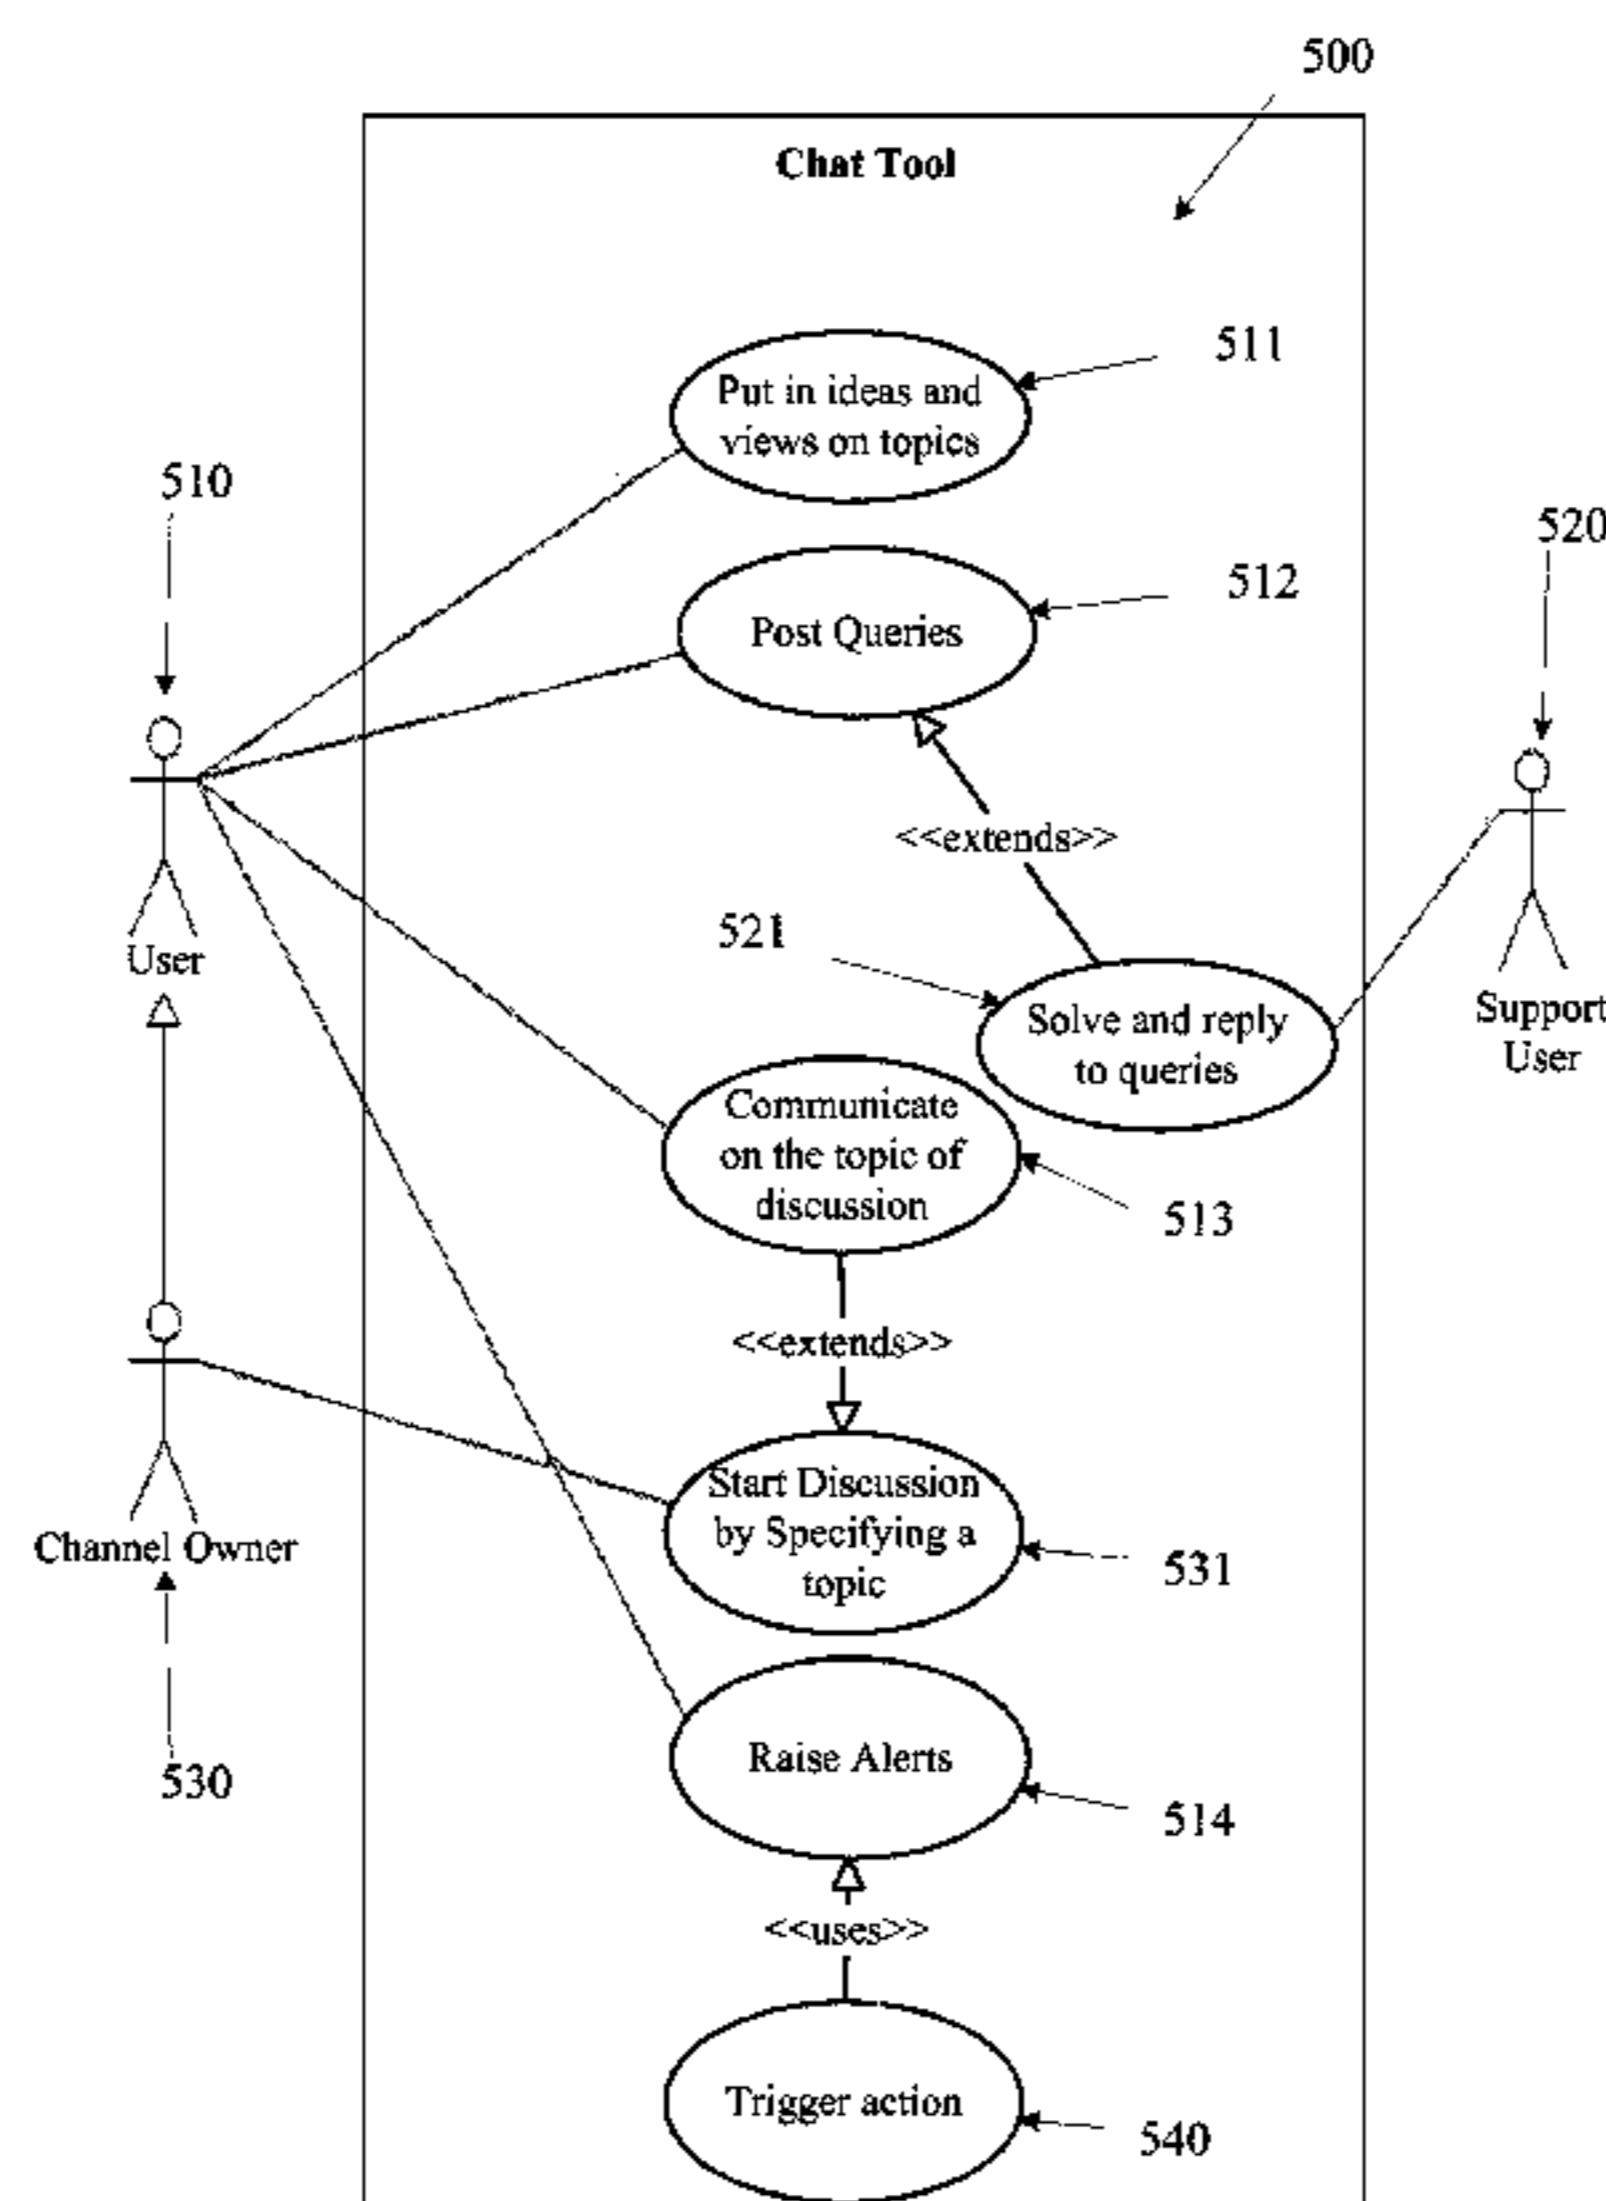 500
Chat Tool
511
Put in ideas and
views on topics
510
520
512
Post Queries
<<extends>>
521
User
Solve and reply
to queries
Support
User
Communicate
on the topic of
discussion
513
<<extends>>
Start Discussion
by Specifying a
topic
531
Channel Owner
530
Raise Alerts
514
<<uses>>
Trigger action
540